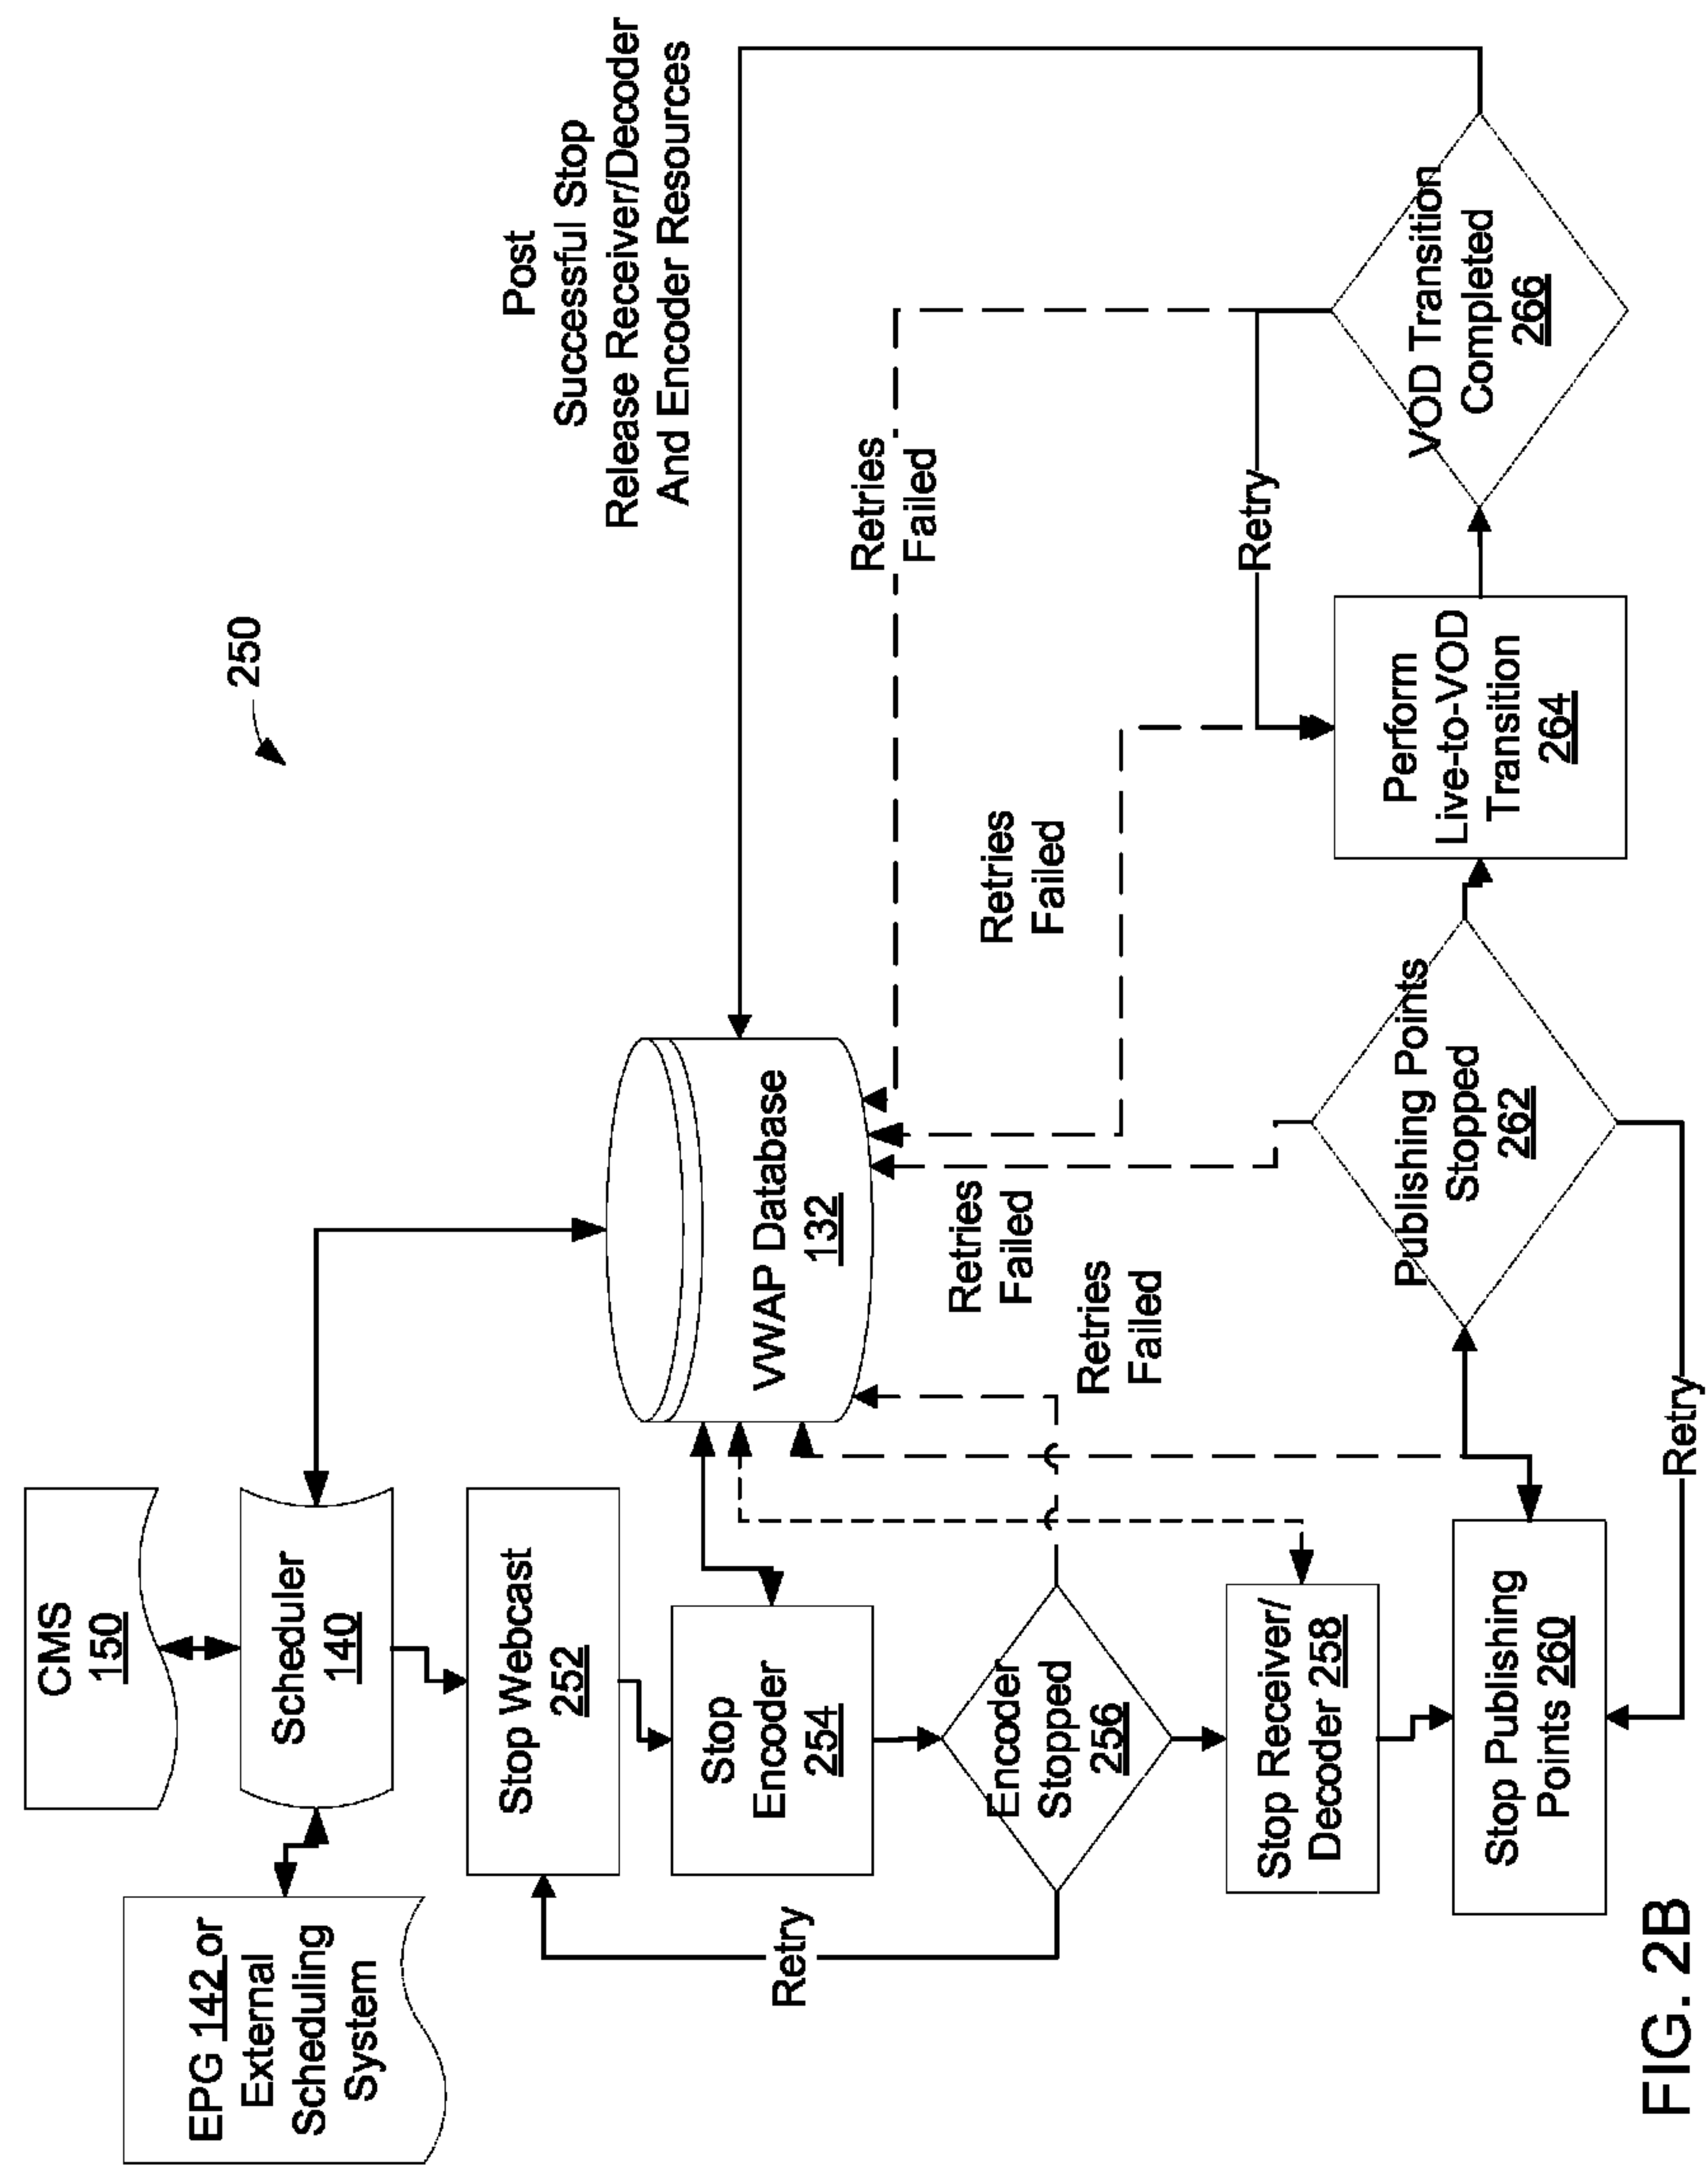 250
EPG 142 or
External
Scheduling
System
CMS
150
Scheduler
140
Stop Webcast
252
Stop
Encoder
254
Encoder
Stopped
256
Retry
Stop Receiver/
Decoder 258
Stop Publishing
Points 260
VWAP Database
132
Retries
Failed
Retries
Failed
Retries
Failed
Retries
Failed
Publishing Points
Stopped
262
Retry
Perform
Live-to-VOD
Transition
264
Retry
VOD Transition
Completed
266
Post
Successful Stop
Release Receiver/Decoder
And Encoder Resources
FIG. 2B